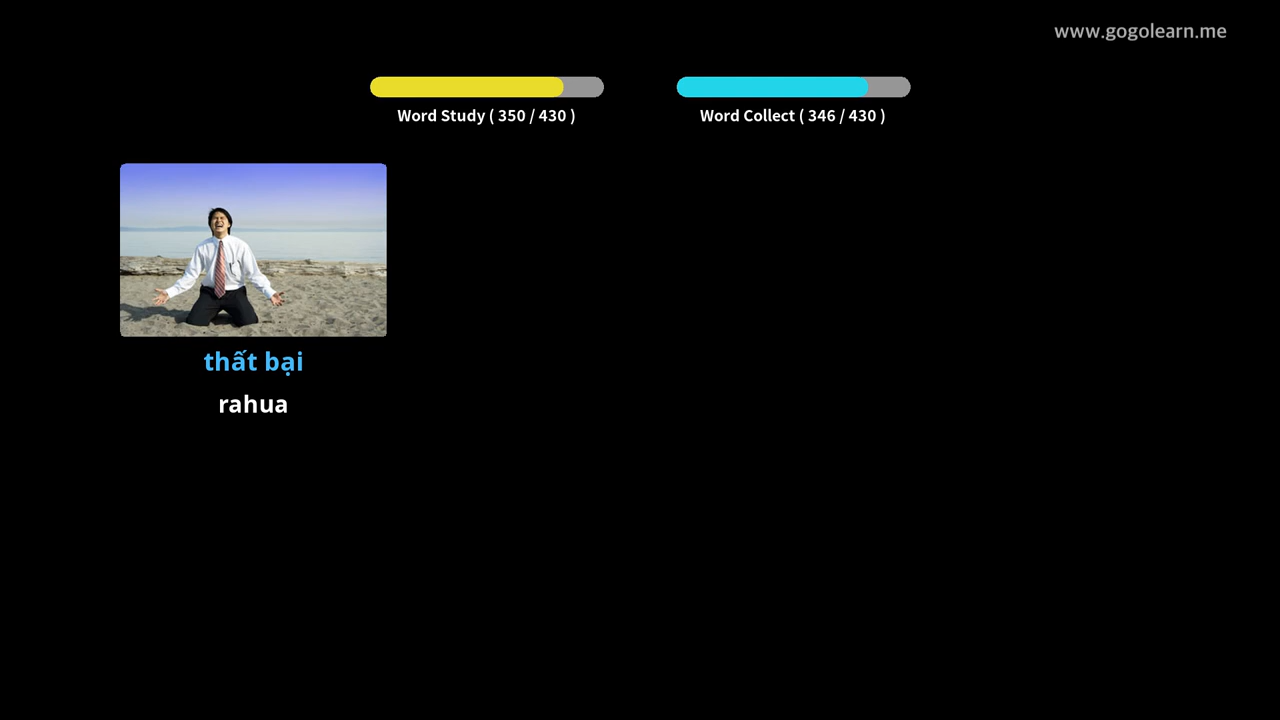 www.gogolearn.me
Word Study ( 350 / 430 )
Word Collect ( 346 / 430 )
thất bại
rahua